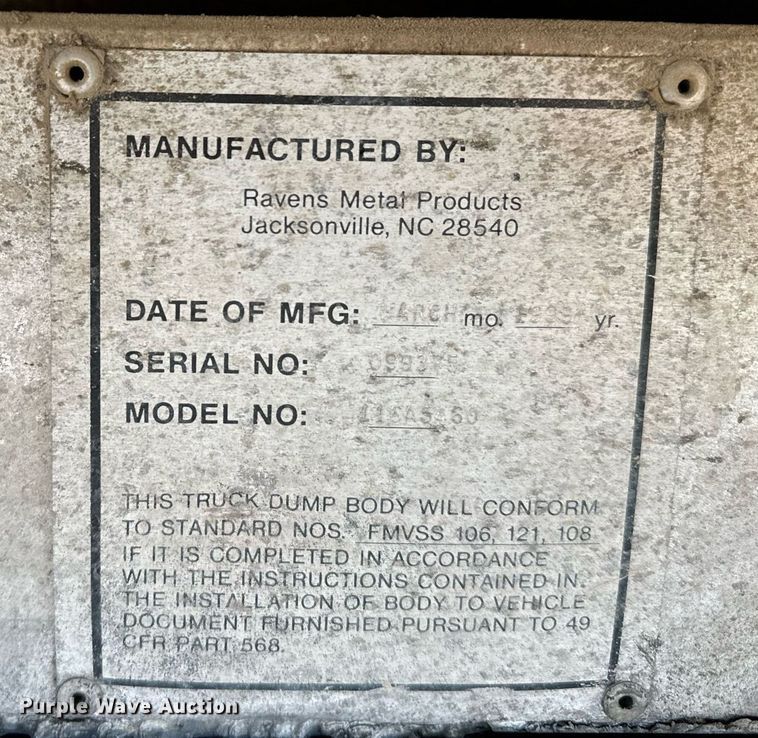 MANUFACTURED BY:
Ravens Metal Products
Jacksonville, NC 28540
DATE OF MFG: MARCH mo. yr.
SERIAL NO:
MODEL NO:
THIS TRUCK DUMP BODY WILL CONFORM
TO STANDARD NOS. FMVSS 106, 121, 108
IF IT IS COMPLETED IN ACCORDANCE
WITH THE INSTRUCTIONS CONTAINED IN
THE INSTALLATION OF BODY TO VEHICLE
DOCUMENT FURNISHED PURSUANT TO 49
CFR PART 568.
Purple Wave Auction